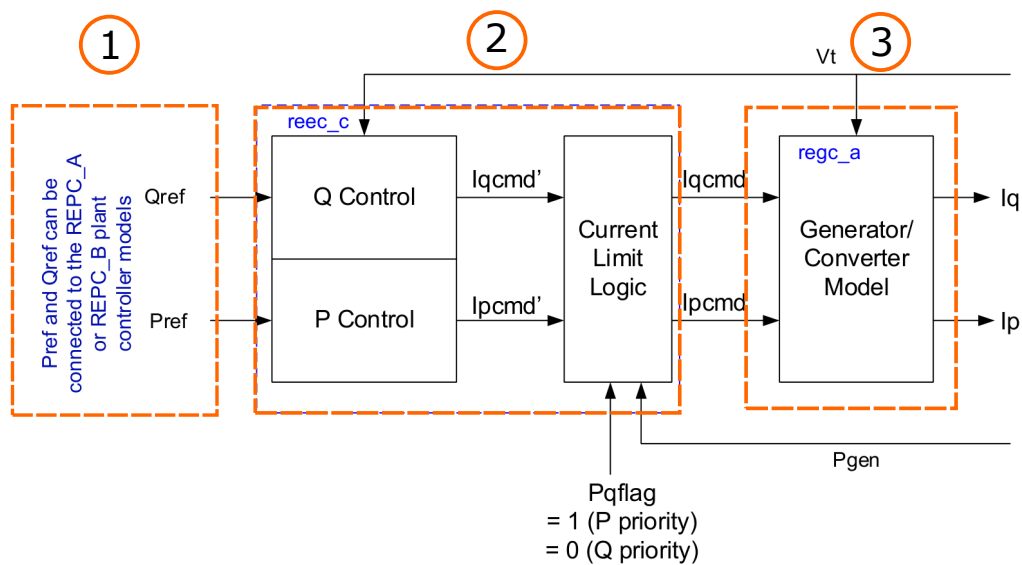 1
2
3
Vt
reec_c
regc_a
Pref and Qref can be
connected to the REPC_A
or REPC_B plant
controller models
Qref
Pref
Q Control
P Control
Iqcmd’
Ipcmd’
Current
Limit
Logic
Iqcmd
Ipcmd
Generator/
Converter
Model
Iq
Ip
Pgen
Pqflag
= 1 (P priority)
= 0 (Q priority)